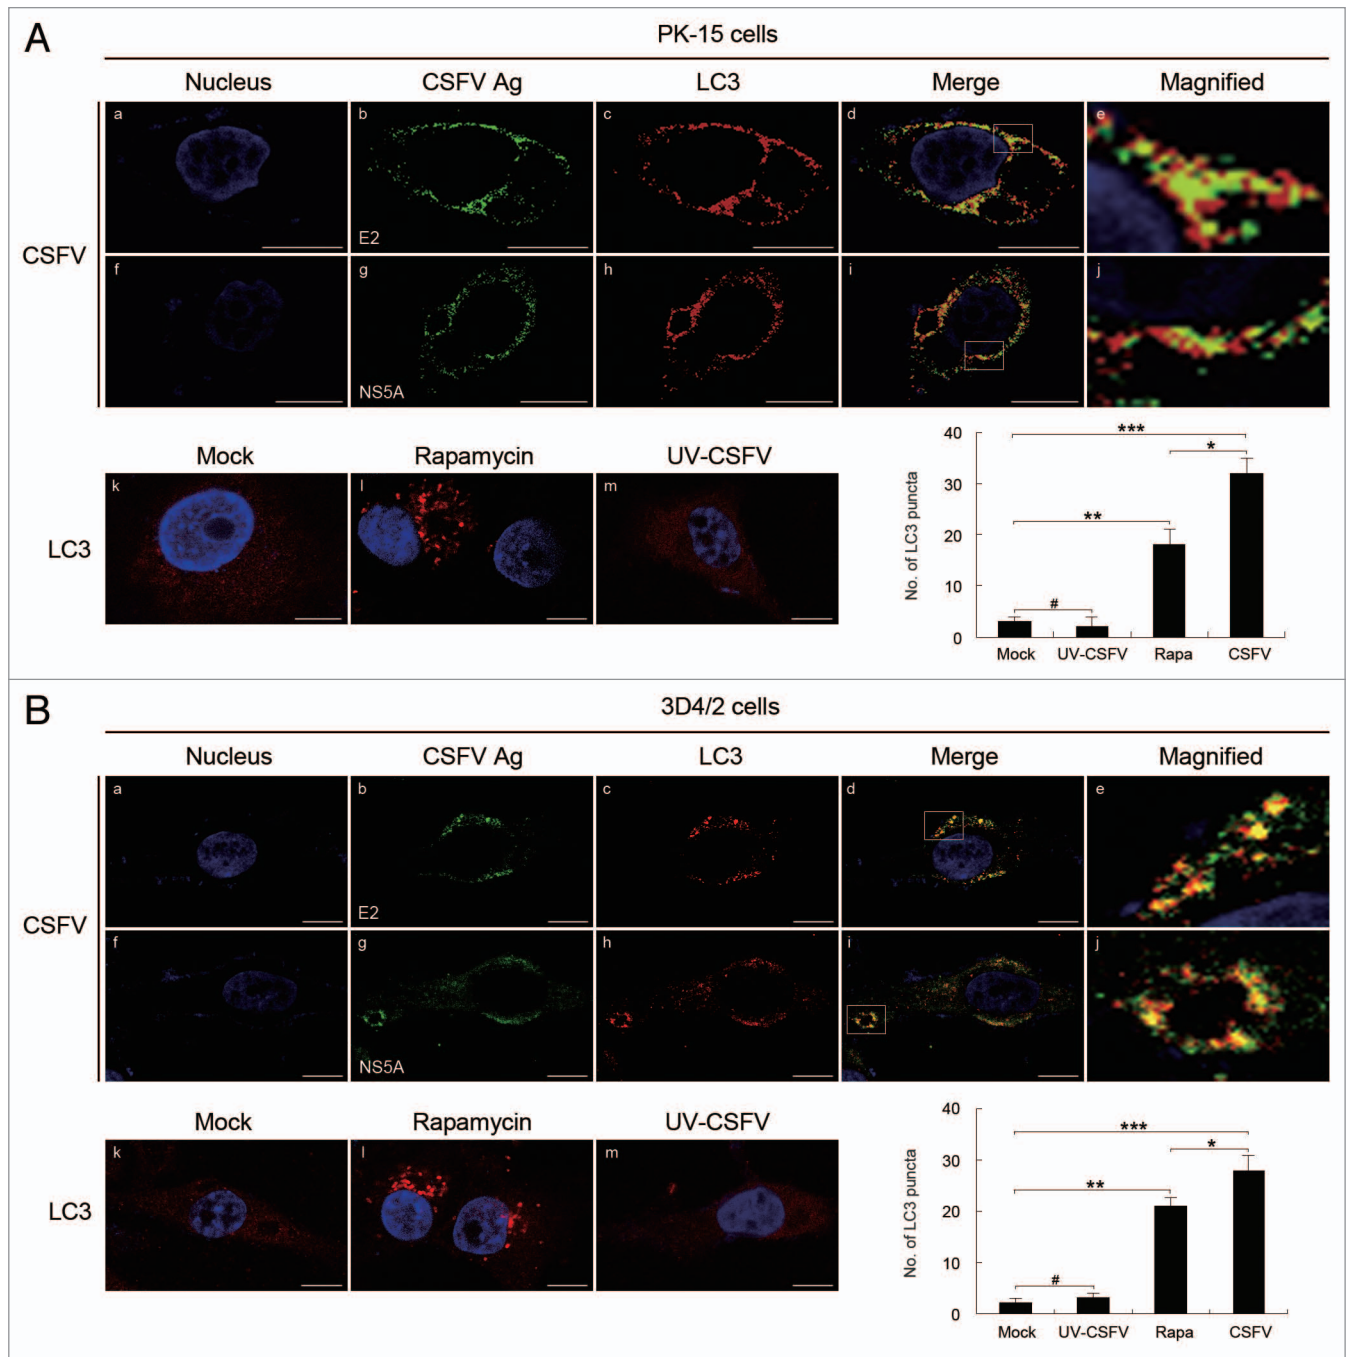 A
PK-15 cells
Nucleus CSFV Ag LC3 Merge Magnified
CSFV
a b c d e
E2
f g h i j
NS5A
Mock Rapamycin UV-CSFV
LC3
k l m
No. of LC3 puncta
40
30
20
10
0
***
*
**
#
Mock UV-CSFV Rapa CSFV
B
3D4/2 cells
Nucleus CSFV Ag LC3 Merge Magnified
CSFV
a b c d e
E2
f g h i j
NS5A
Mock Rapamycin UV-CSFV
LC3
k l m
No. of LC3 puncta
40
30
20
10
0
***
*
**
#
Mock UV-CSFV Rapa CSFV